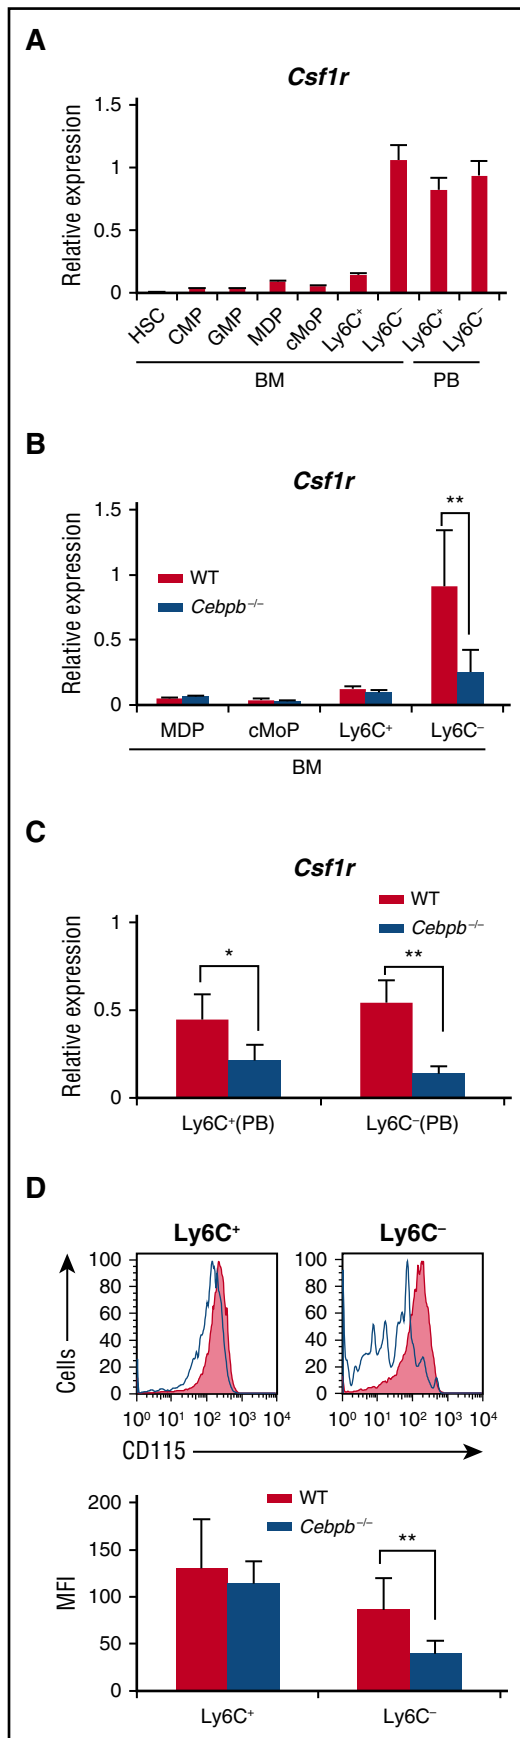 A
Csf1r
Relative expression
1.5
1
0.5
0
HSC CMP GMP MDP cMoP Ly6C⁺ Ly6C⁻ Ly6C⁺ Ly6C⁻
BM PB
B
Csf1r
Relative expression
1.5
1
0.5
0
**
WT
Cebpb⁻/⁻
MDP cMoP Ly6C⁺ Ly6C⁻
BM
C
Csf1r
WT
Cebpb⁻/⁻
Relative expression
1
0.5
0
* **
Ly6C⁺(PB) Ly6C⁻(PB)
D
Ly6C⁺ Ly6C⁻
Cells
100 100
80 80
60 60
40 40
20 20
0 0
10⁰ 10¹ 10² 10³ 10⁴ 10⁰ 10¹ 10² 10³ 10⁴
CD115
WT
Cebpb⁻/⁻
MFI
200
150
100
50
0
**
Ly6C⁺ Ly6C⁻